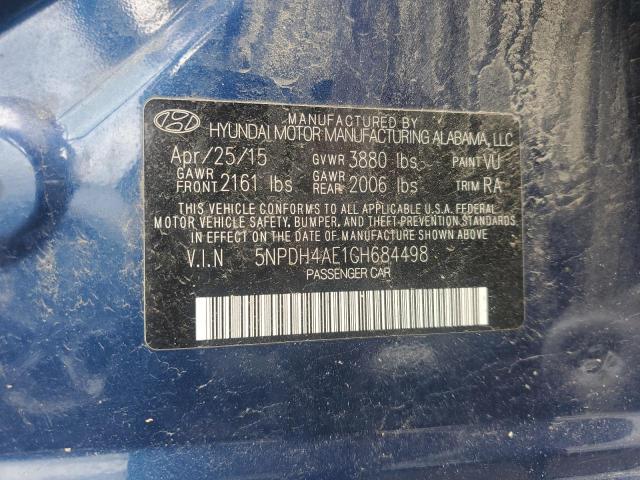 MANUFACTURED BY
HYUNDAI MOTOR MANUFACTURING ALABAMA, LLC
Apr/25/15 GVWR 3880 lbs PAINT VU
GAWR FRONT 2161 lbs GAWR REAR 2006 lbs TRIM RA
THIS VEHICLE CONFORMS TO ALL APPLICABLE U.S.A. FEDERAL
MOTOR VEHICLE SAFETY, BUMPER, AND THEFT-PREVENTION STANDARDS
IN EFFECT ON THE DATE OF MANUFACTURE SHOWN ABOVE
V.I.N 5NPDH4AE1GH684498
PASSENGER CAR